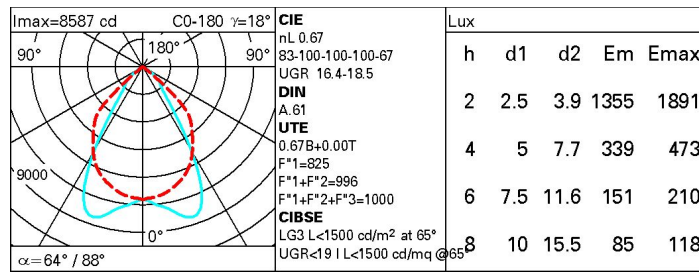 Imax=8587 cd C0-180 γ=18°
90° 180° 90°
9000
0°
α=64° / 88°
CIE
nL 0.67
83-100-100-100-67
UGR 16.4-18.5
DIN
A.61
UTE
0.67B+0.00T
F"1=825
F"1+F"2=996
F"1+F"2+F"3=1000
CIBSE
LG3 L<1500 cd/m² at 65°
UGR<19 | L<1500 cd/mq @65°
Lux
h d1 d2 Em Emax
2 2.5 3.9 1355 1891
4 5 7.7 339 473
6 7.5 11.6 151 210
8 10 15.5 85 118